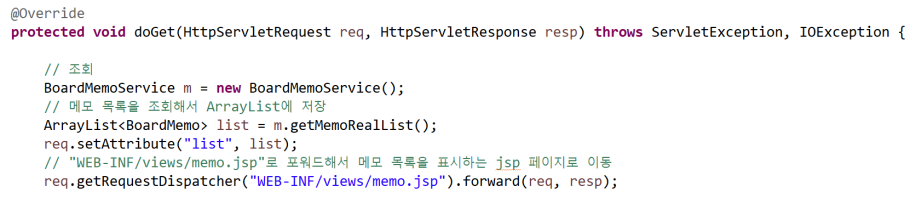 @Override
protected void doGet(HttpServletRequest req, HttpServletResponse resp) throws ServletException, IOException {
// 조회
BoardMemoService m = new BoardMemoService();
// 메모 목록을 조회해서 ArrayList에 저장
ArrayList<BoardMemo> list = m.getMemoRealList();
req.setAttribute("list", list);
// "WEB-INF/views/memo.jsp"로 포워드해서 메모 목록을 표시하는 jsp 페이지로 이동
req.getRequestDispatcher("WEB-INF/views/memo.jsp").forward(req, resp);